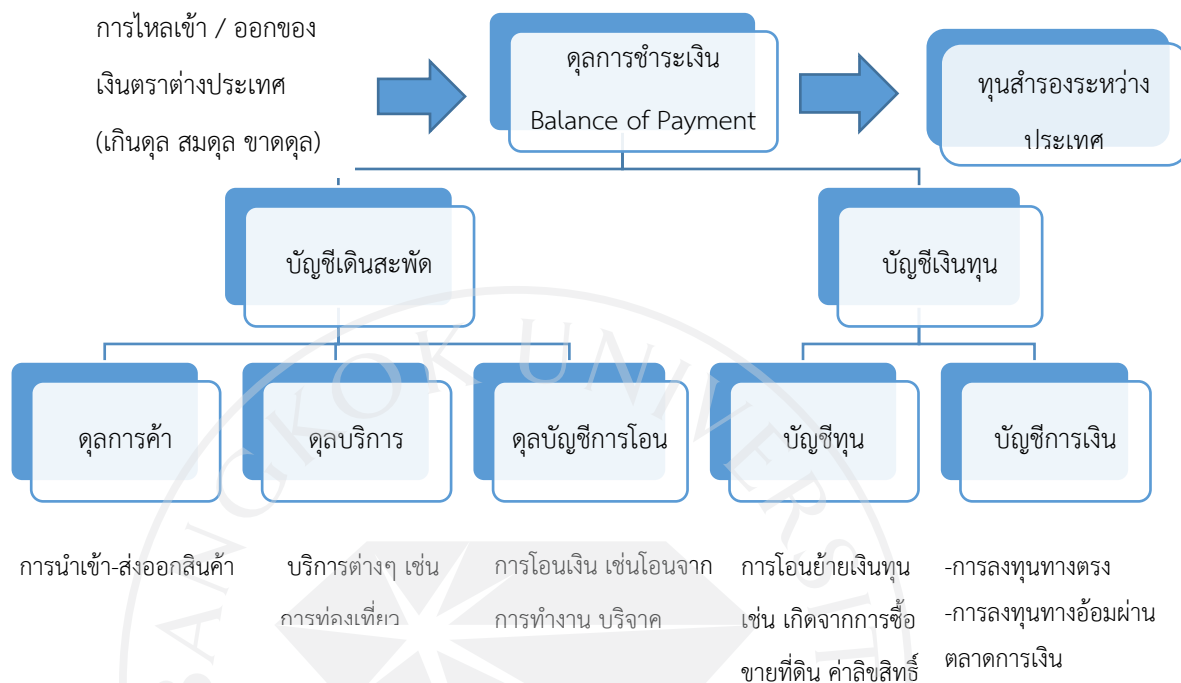 การไหลเข้า / ออกของ
เงินตราต่างประเทศ
(เกินดุล สมดุล ขาดดุล)
ดุลการชำระเงิน
Balance of Payment
ทุนสำรองระหว่าง
ประเทศ
บัญชีเดินสะพัด
บัญชีเงินทุน
ดุลการค้า
ดุลบริการ
ดุลบัญชีการโอน
บัญชีทุน
บัญชีการเงิน
การนำเข้า-ส่งออกสินค้า
บริการต่างๆ เช่น
การท่องเที่ยว
การโอนเงิน เช่นโอนจาก
การทำงาน บริจาค
การโอนย้ายเงินทุน
เช่น เกิดจากการซื้อ
ขายที่ดิน ค่าลิขสิทธิ์
-การลงทุนทางตรง
-การลงทุนทางอ้อมผ่าน
ตลาดการเงิน
BANGKOK UNIVERSIT